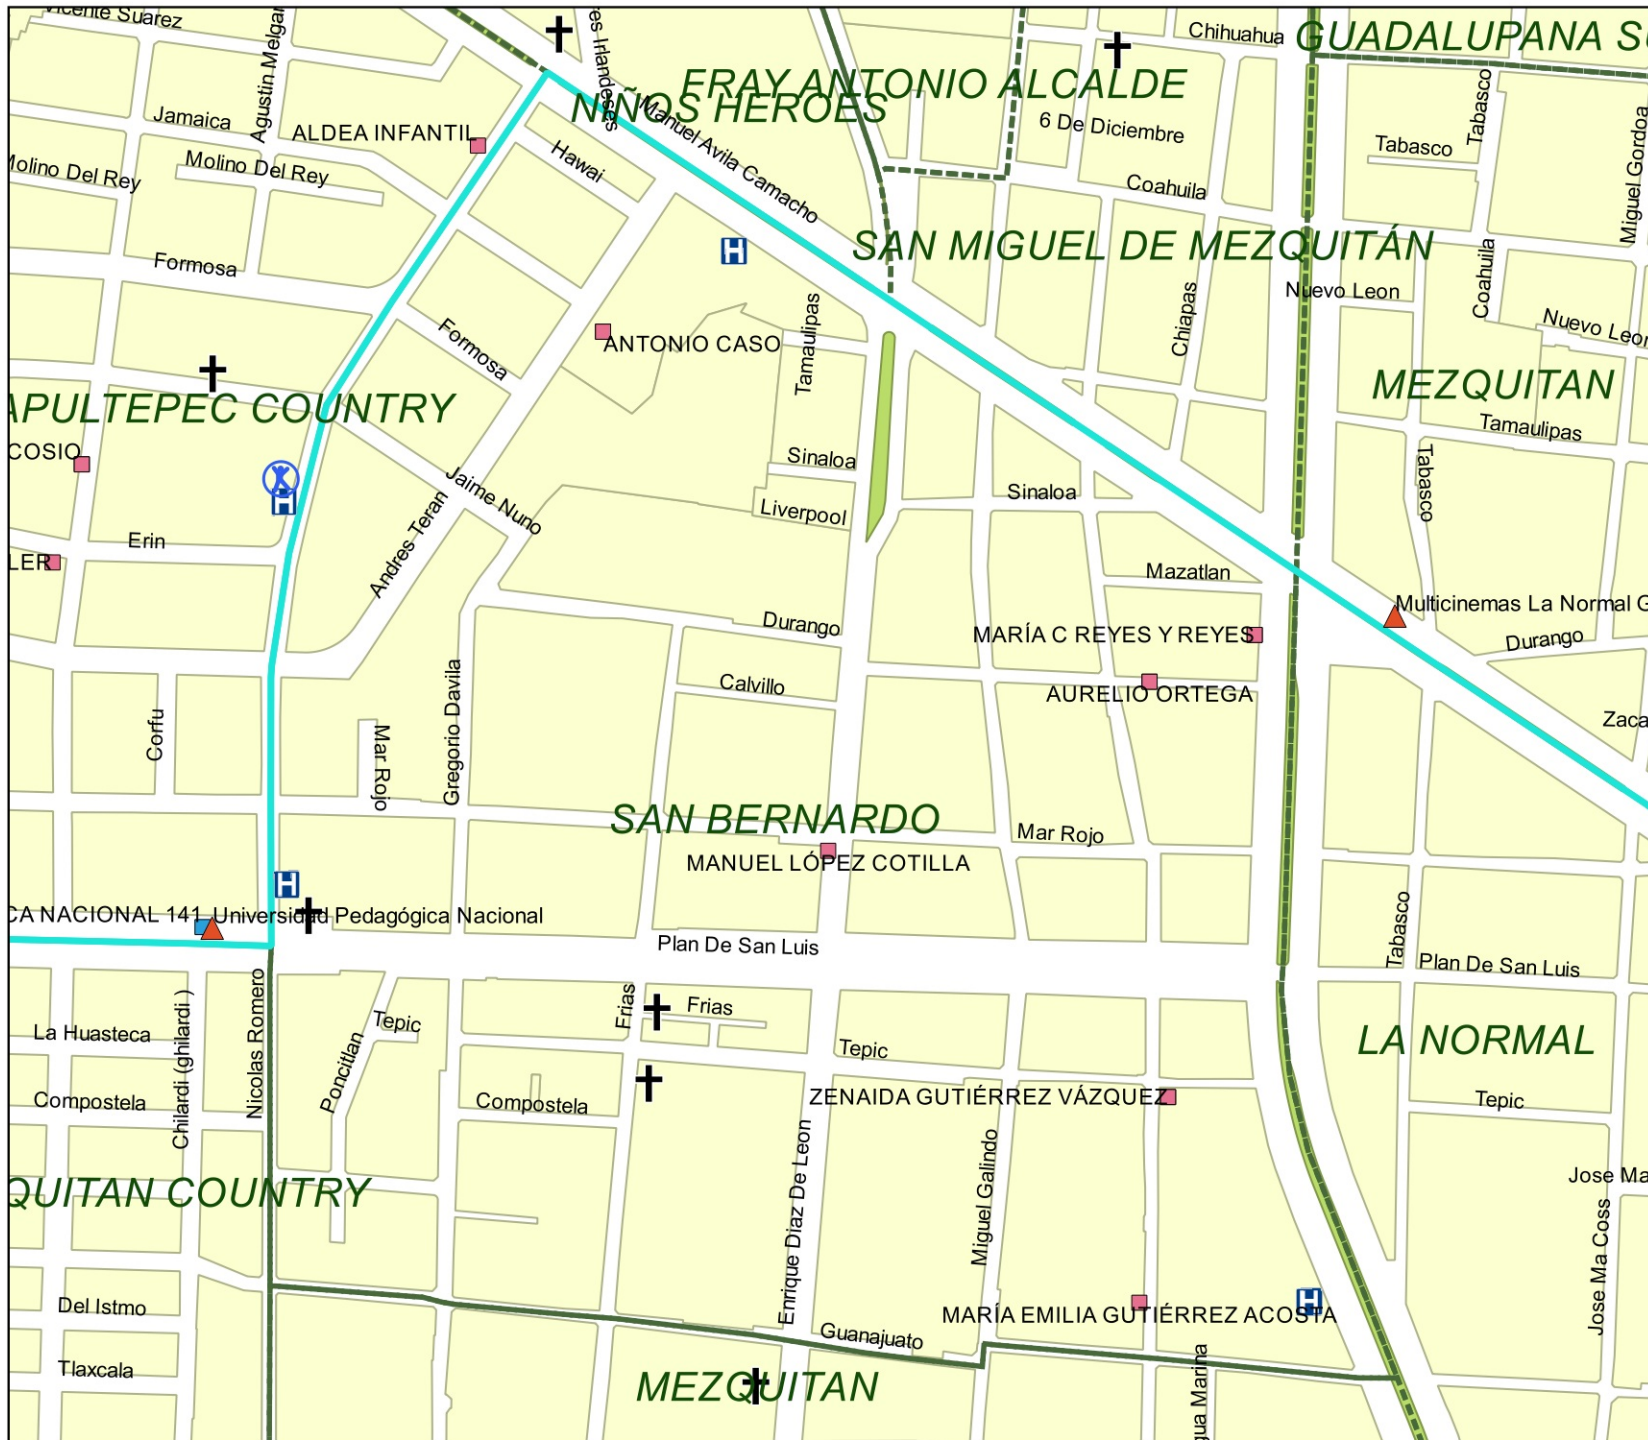 Vicente Suarez
Agustin Melgar
res Irlandeses
Chihuahua
GUADALUPANA S
FRAY ANTONIO ALCALDE
NIÑOS HEROES
Manuel Avila Camacho
Jamaica
ALDEA INFANTIL
6 De Diciembre
Tabasco
Tabasco
Miguel Gordoa
Molino Del Rey
Molino Del Rey
Hawai
Coahuila
SAN MIGUEL DE MEZQUITÁN
Formosa
Coahuila
Nuevo Leon
Chiapas
Tamaulipas
Nuevo Leon
ANTONIO CASO
Formosa
MEZQUITAN
APULTEPEC COUNTRY
Tamaulipas
COSIO
Sinaloa
Tabasco
Jaime Nuno
Sinaloa
Liverpool
Andres Teran
Erin
LER
Mazatlan
Multicinemas La Normal G
Durango
MARÍA C REYES Y REYES
Durango
Calvillo
AURELIO ORTEGA
Corfu
Gregorio Davila
Mar Rojo
Zaca
SAN BERNARDO
Mar Rojo
MANUEL LÓPEZ COTILLA
CA NACIONAL 141
Universidad Pedagógica Nacional
Tabasco
Plan De San Luis
Plan De San Luis
Nicolas Romero
Chilardi (ghilardi )
Frias
Frias
La Huasteca
Tepic
Poncitlan
Tepic
LA NORMAL
Compostela
Compostela
ZENAIDA GUTIÉRREZ VÁZQUEZ
Tepic
Enrique Diaz De Leon
Miguel Galindo
QUITAN COUNTRY
Jose Ma
Jose Ma Coss
Del Istmo
MARÍA EMILIA GUTIÉRREZ ACOSTA
Guanajuato
Tlaxcala
MEZQUITAN
gua Marina